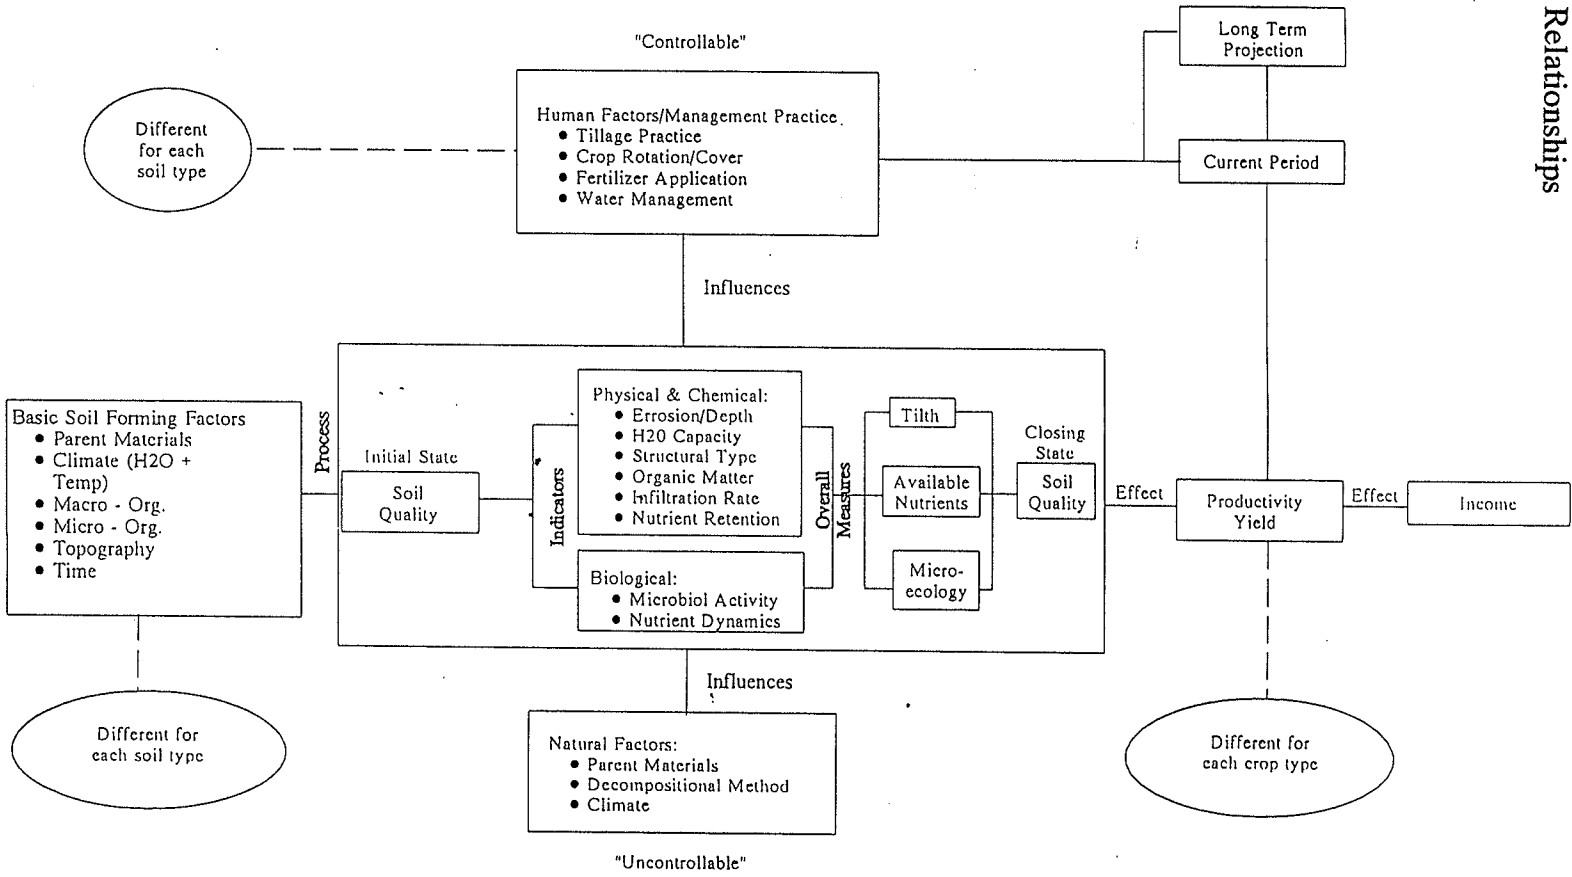 Relationships
"Controllable"
Long Term
Projection
Different
for each
soil type
Human Factors/Management Practice
• Tillage Practice
• Crop Rotation/Cover
• Fertilizer Application
• Water Management
Current Period
Influences
Basic Soil Forming Factors
• Parent Materials
• Climate (H2O +
Temp)
• Macro - Org.
• Micro - Org.
• Topography
• Time
Process
Initial State
Soil
Quality
Indicators
Physical & Chemical:
• Errosion/Depth
• H20 Capacity
• Structural Type
• Organic Matter
• Infiltration Rate
• Nutrient Retention
Biological:
• Microbiol Activity
• Nutrient Dynamics
Overall
Measures
Tilth
Available
Nutrients
Micro-
ecology
Closing
State
Soil
Quality
Effect
Productivity
Yield
Effect
Income
Influences
Different for
each soil type
Natural Factors:
• Parent Materials
• Decompositional Method
• Climate
Different for
each crop type
"Uncontrollable"